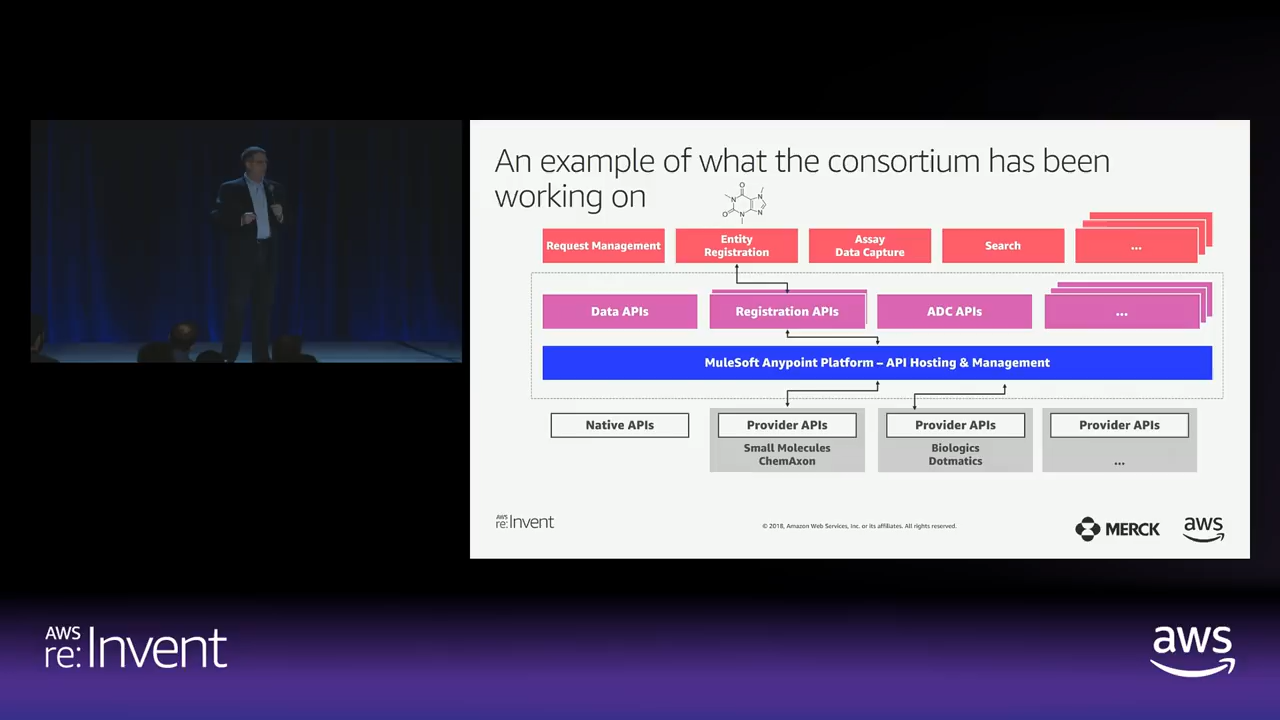 An example of what the consortium has been
working on
O
N
N
O
N
N
Request Management
Entity
Registration
Assay
Data Capture
Search
...
Data APIs
Registration APIs
ADC APIs
...
MuleSoft Anypoint Platform – API Hosting & Management
Native APIs
Provider APIs
Small Molecules
ChemAxon
Provider APIs
Biologics
Dotmatics
Provider APIs
...
AWS
re:Invent
© 2018, Amazon Web Services, Inc. or its affiliates. All rights reserved.
MERCK
aws
AWS
re:Invent
aws